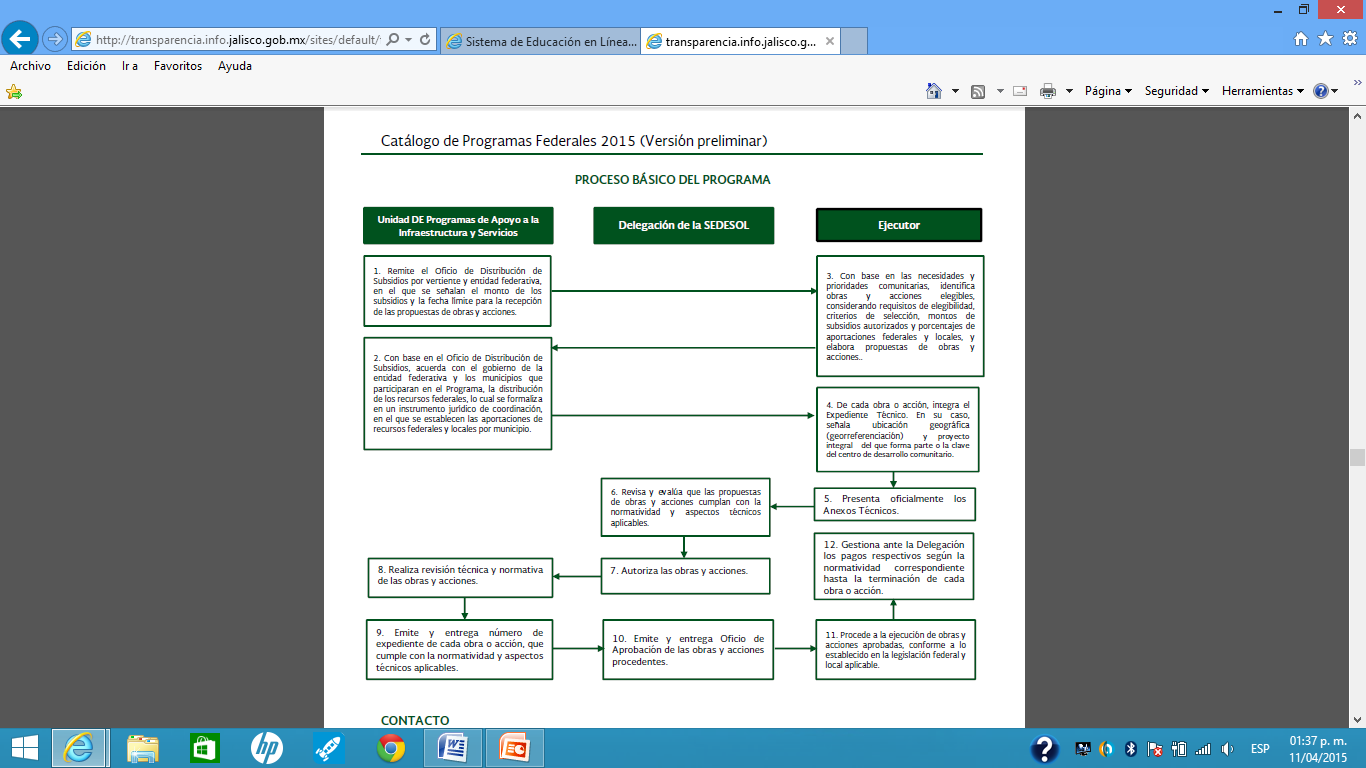 http://transparencia.info.jalisco.gob.mx/sites/default/
Sistema de Educación en Línea...
transparencia.info.jalisco.g...
Archivo Edición Ir a Favoritos Ayuda
Página Seguridad Herramientas
Catálogo de Programas Federales 2015 (Versión preliminar)
PROCESO BÁSICO DEL PROGRAMA
Unidad DE Programas de Apoyo a la
Infraestructura y Servicios
Delegación de la SEDESOL
Ejecutor
1. Remite el Oficio de Distribución de
Subsidios por vertiente y entidad federativa,
en el que se señalan el monto de los
subsidios y la fecha límite para la recepción
de las propuestas de obras y acciones.
3. Con base en las necesidades y
prioridades comunitarias, identifica
obras y acciones elegibles,
considerando requisitos de elegibilidad,
criterios de selección, montos de
subsidios autorizados y porcentajes de
aportaciones federales y locales, y
elabora propuestas de obras y
acciones..
2. Con base en el Oficio de Distribución de
Subsidios, acuerda con el gobierno de la
entidad federativa y los municipios que
participaran en el Programa, la distribución
de los recursos federales, lo cual se formaliza
en un instrumento jurídico de coordinación,
en el que se establecen las aportaciones de
recursos federales y locales por municipio.
4. De cada obra o acción, integra el
Expediente Técnico. En su caso,
señala ubicación geográfica
(georreferenciación) y proyecto
integral del que forma parte o la clave
del centro de desarrollo comunitario.
6. Revisa y evalúa que las propuestas
de obras y acciones cumplan con la
normatividad y aspectos técnicos
aplicables.
5. Presenta oficialmente los
Anexos Técnicos.
12. Gestiona ante la Delegación
los pagos respectivos según la
normatividad correspondiente
hasta la terminación de cada
obra o acción.
8. Realiza revisión técnica y normativa
de las obras y acciones.
7. Autoriza las obras y acciones.
9. Emite y entrega número de
expediente de cada obra o acción, que
cumple con la normatividad y aspectos
técnicos aplicables.
10. Emite y entrega Oficio de
Aprobación de las obras y acciones
procedentes.
11. Procede a la ejecución de obras y
acciones aprobadas, conforme a lo
establecido en la legislación federal y
local aplicable.
CONTACTO
hp
ESP
01:37 p. m.
11/04/2015